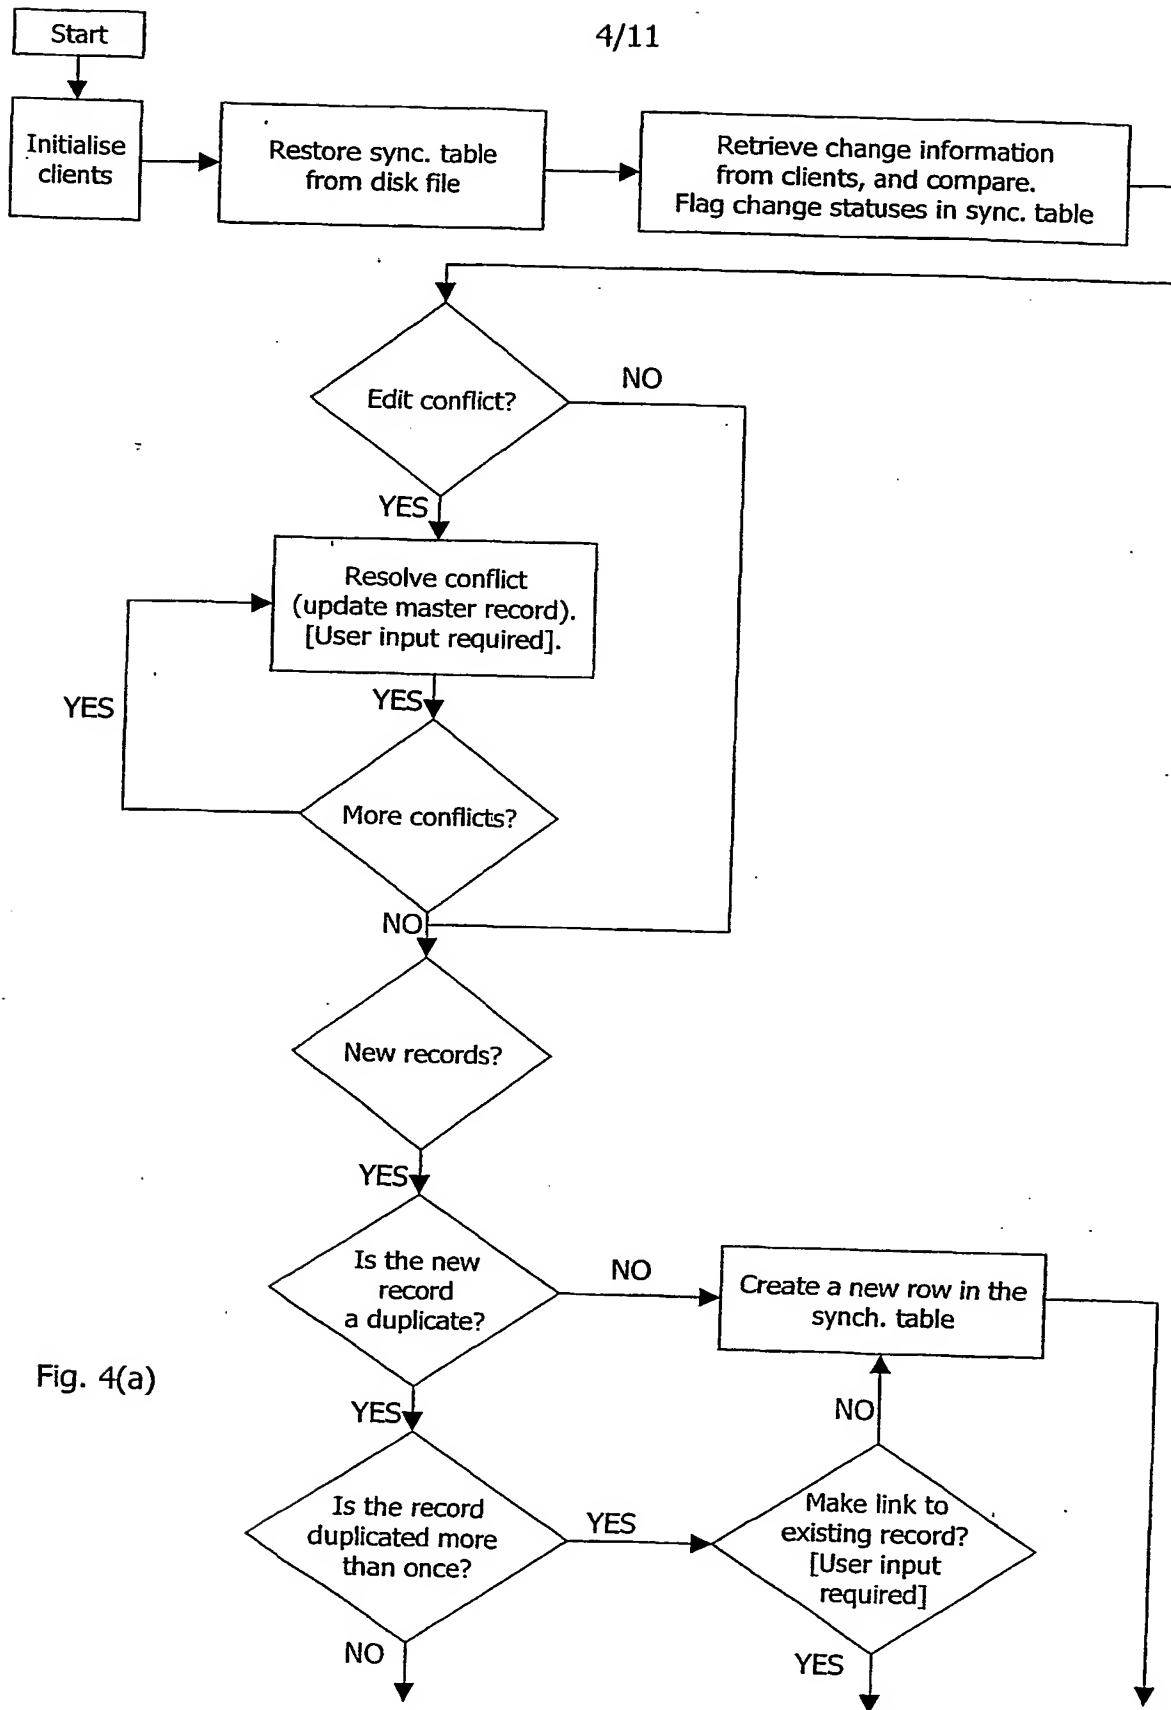 Start
4/11
Initialise
clients
Restore sync. table
from disk file
Retrieve change information
from clients, and compare.
Flag change statuses in sync. table
Edit conflict?
NO
YES
Resolve conflict
(update master record).
[User input required].
YES
YES
More conflicts?
NO
New records?
YES
Is the new
record
a duplicate?
NO
Create a new row in the
synch. table
Fig. 4(a)
YES
NO
Is the record
duplicated more
than once?
YES
Make link to
existing record?
[User input
required]
NO
YES